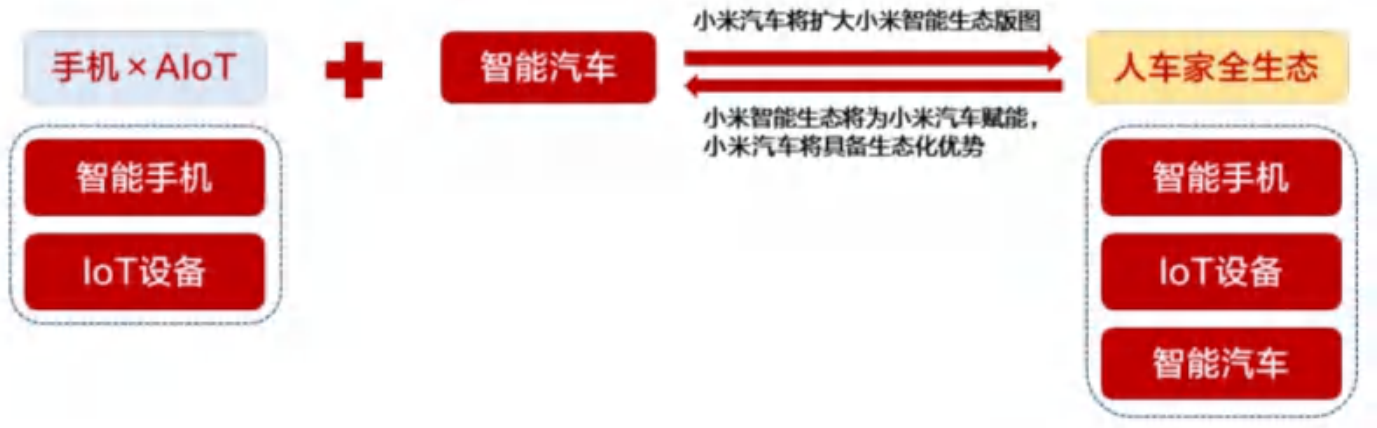 小米汽车将扩大小米智能生态版图
手机×AIoT
智能汽车
人车家全生态
小米智能生态将为小米汽车赋能，
小米汽车将具备生态化优势
智能手机
IoT设备
智能手机
IoT设备
智能汽车